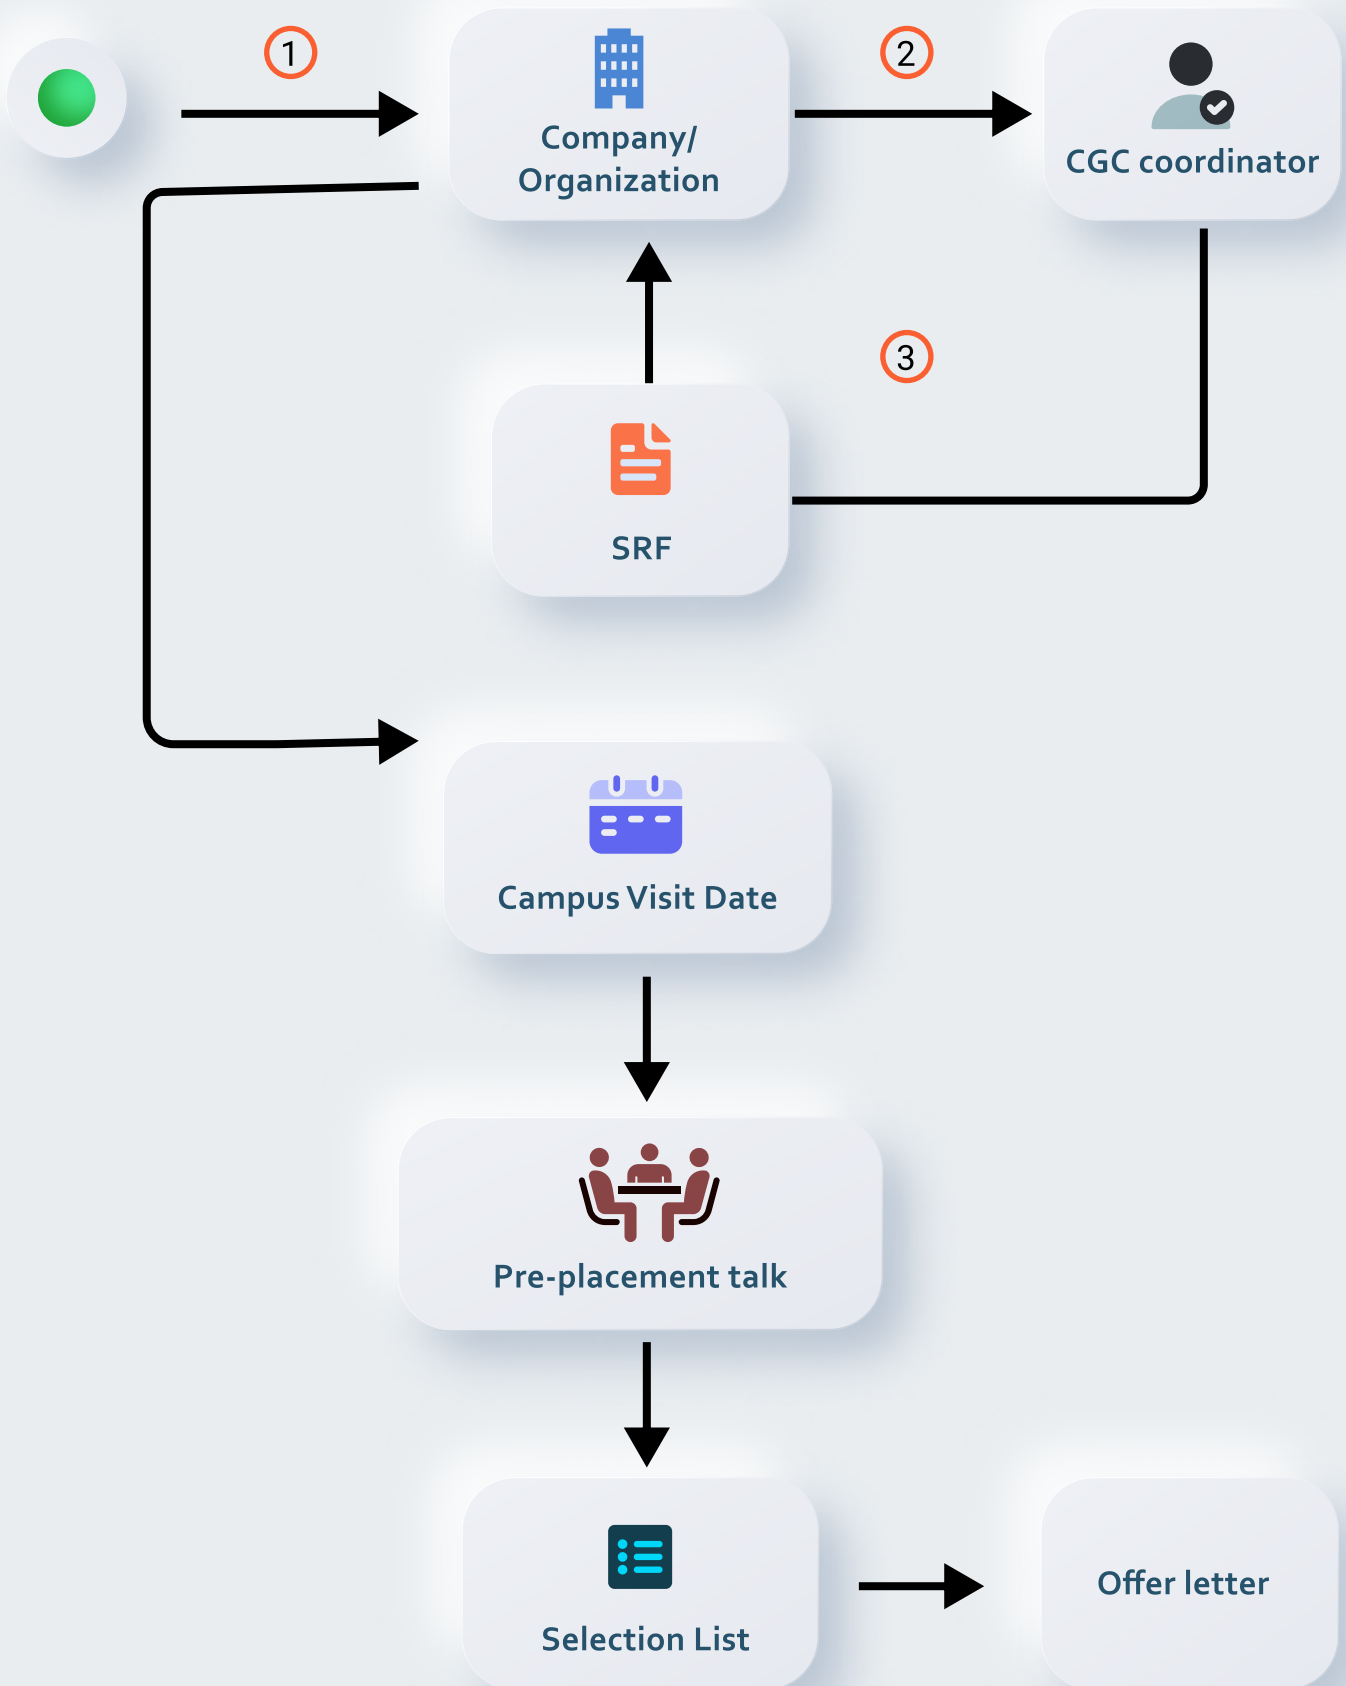 1
Company/
Organization
2
CGC coordinator
3
SRF
Campus Visit Date
Pre-placement talk
Selection List
Offer letter